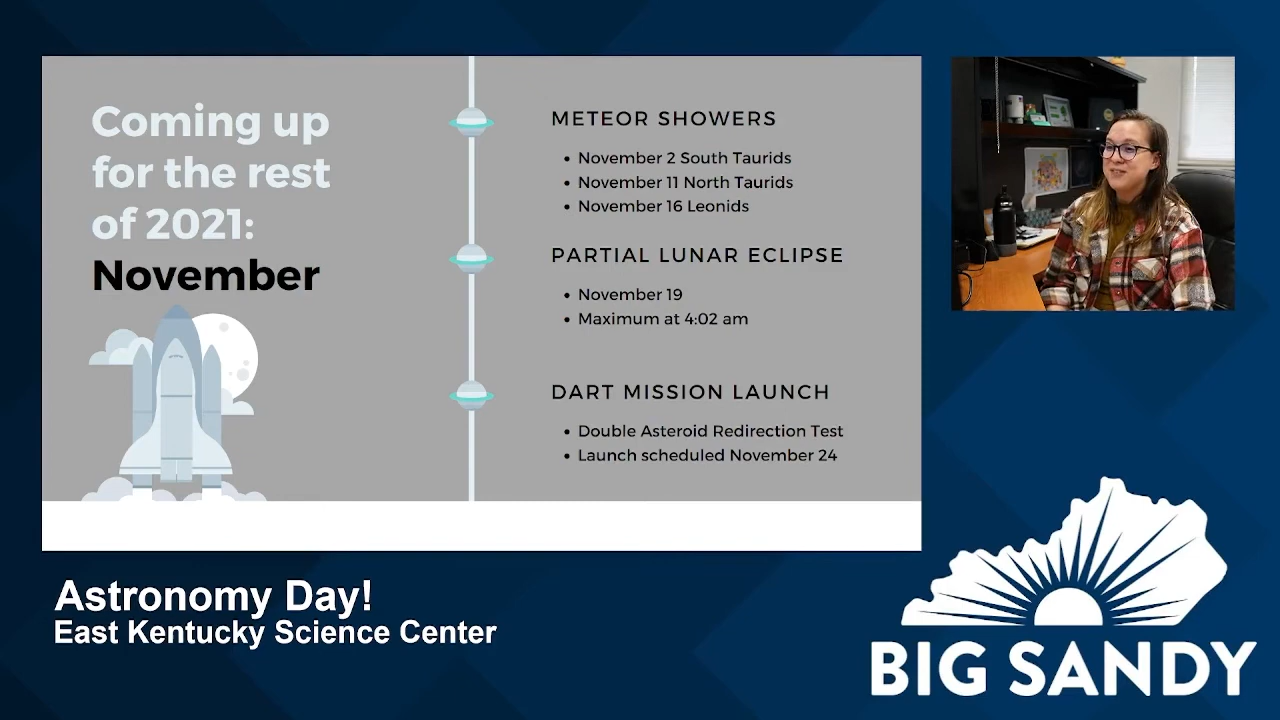 Coming up
for the rest
of 2021:
November
METEOR SHOWERS
• November 2 South Taurids
• November 11 North Taurids
• November 16 Leonids
PARTIAL LUNAR ECLIPSE
• November 19
• Maximum at 4:02 am
DART MISSION LAUNCH
• Double Asteroid Redirection Test
• Launch scheduled November 24
Astronomy Day!
East Kentucky Science Center
BIG SANDY